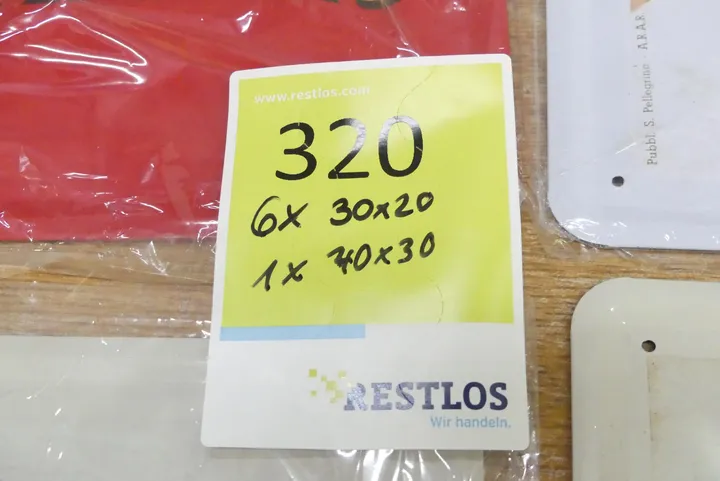 www.restlos.com
320
6x 30x20
1x 40x30
RESTLOS
Wir handeln.
Pubbl. S. Pellegrino - A.R.A.R